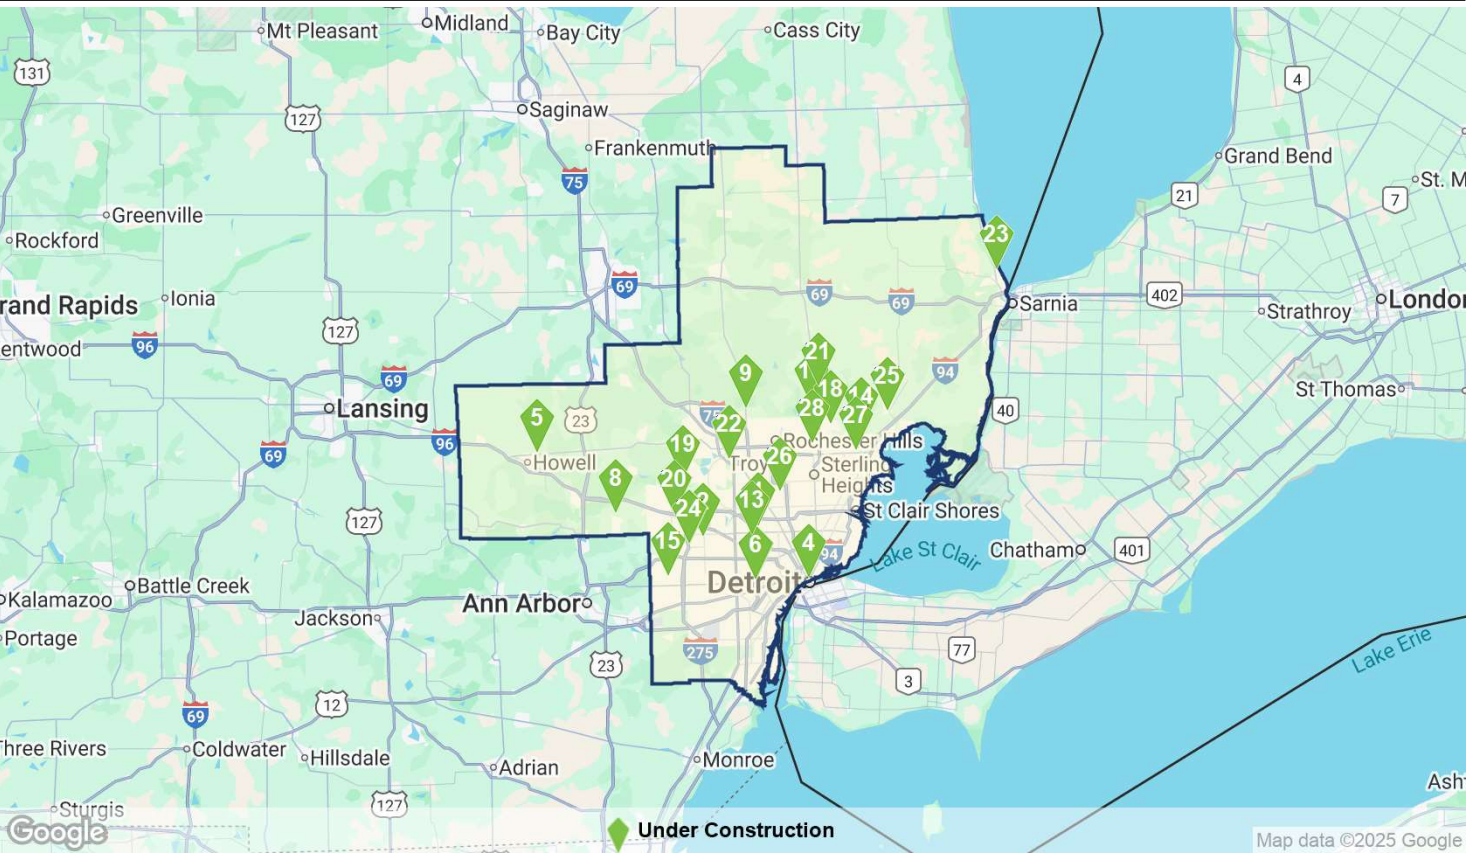 Mt Pleasant
Midland
Bay City
Cass City
131
127
4
Saginaw
Frankenmuth
75
Grand Bend
21
St. M
7
Greenville
Rockford
23
69
69
69
402
Sarnia
London
rand Rapids
Ionia
Strathroy
127
96
entwood
21
69
9
1
25
94
St Thomas
Lansing
18
14
28
27
40
5
23
75
22
96
69
19
Rochester Hills
Howell
Troy
26
Sterling
Heights
8
20
2
13
24
St Clair Shores
127
15
6
4
94
Lake St Clair
Chatham
401
Detroit
Battle Creek
Kalamazoo
Ann Arbor
Jackson
Portage
275
77
Lake Erie
23
3
12
69
Three Rivers
Coldwater
Hillsdale
Adrian
Monroe
Asht
127
Sturgis
Google
Under Construction
Map data ©2025 Google